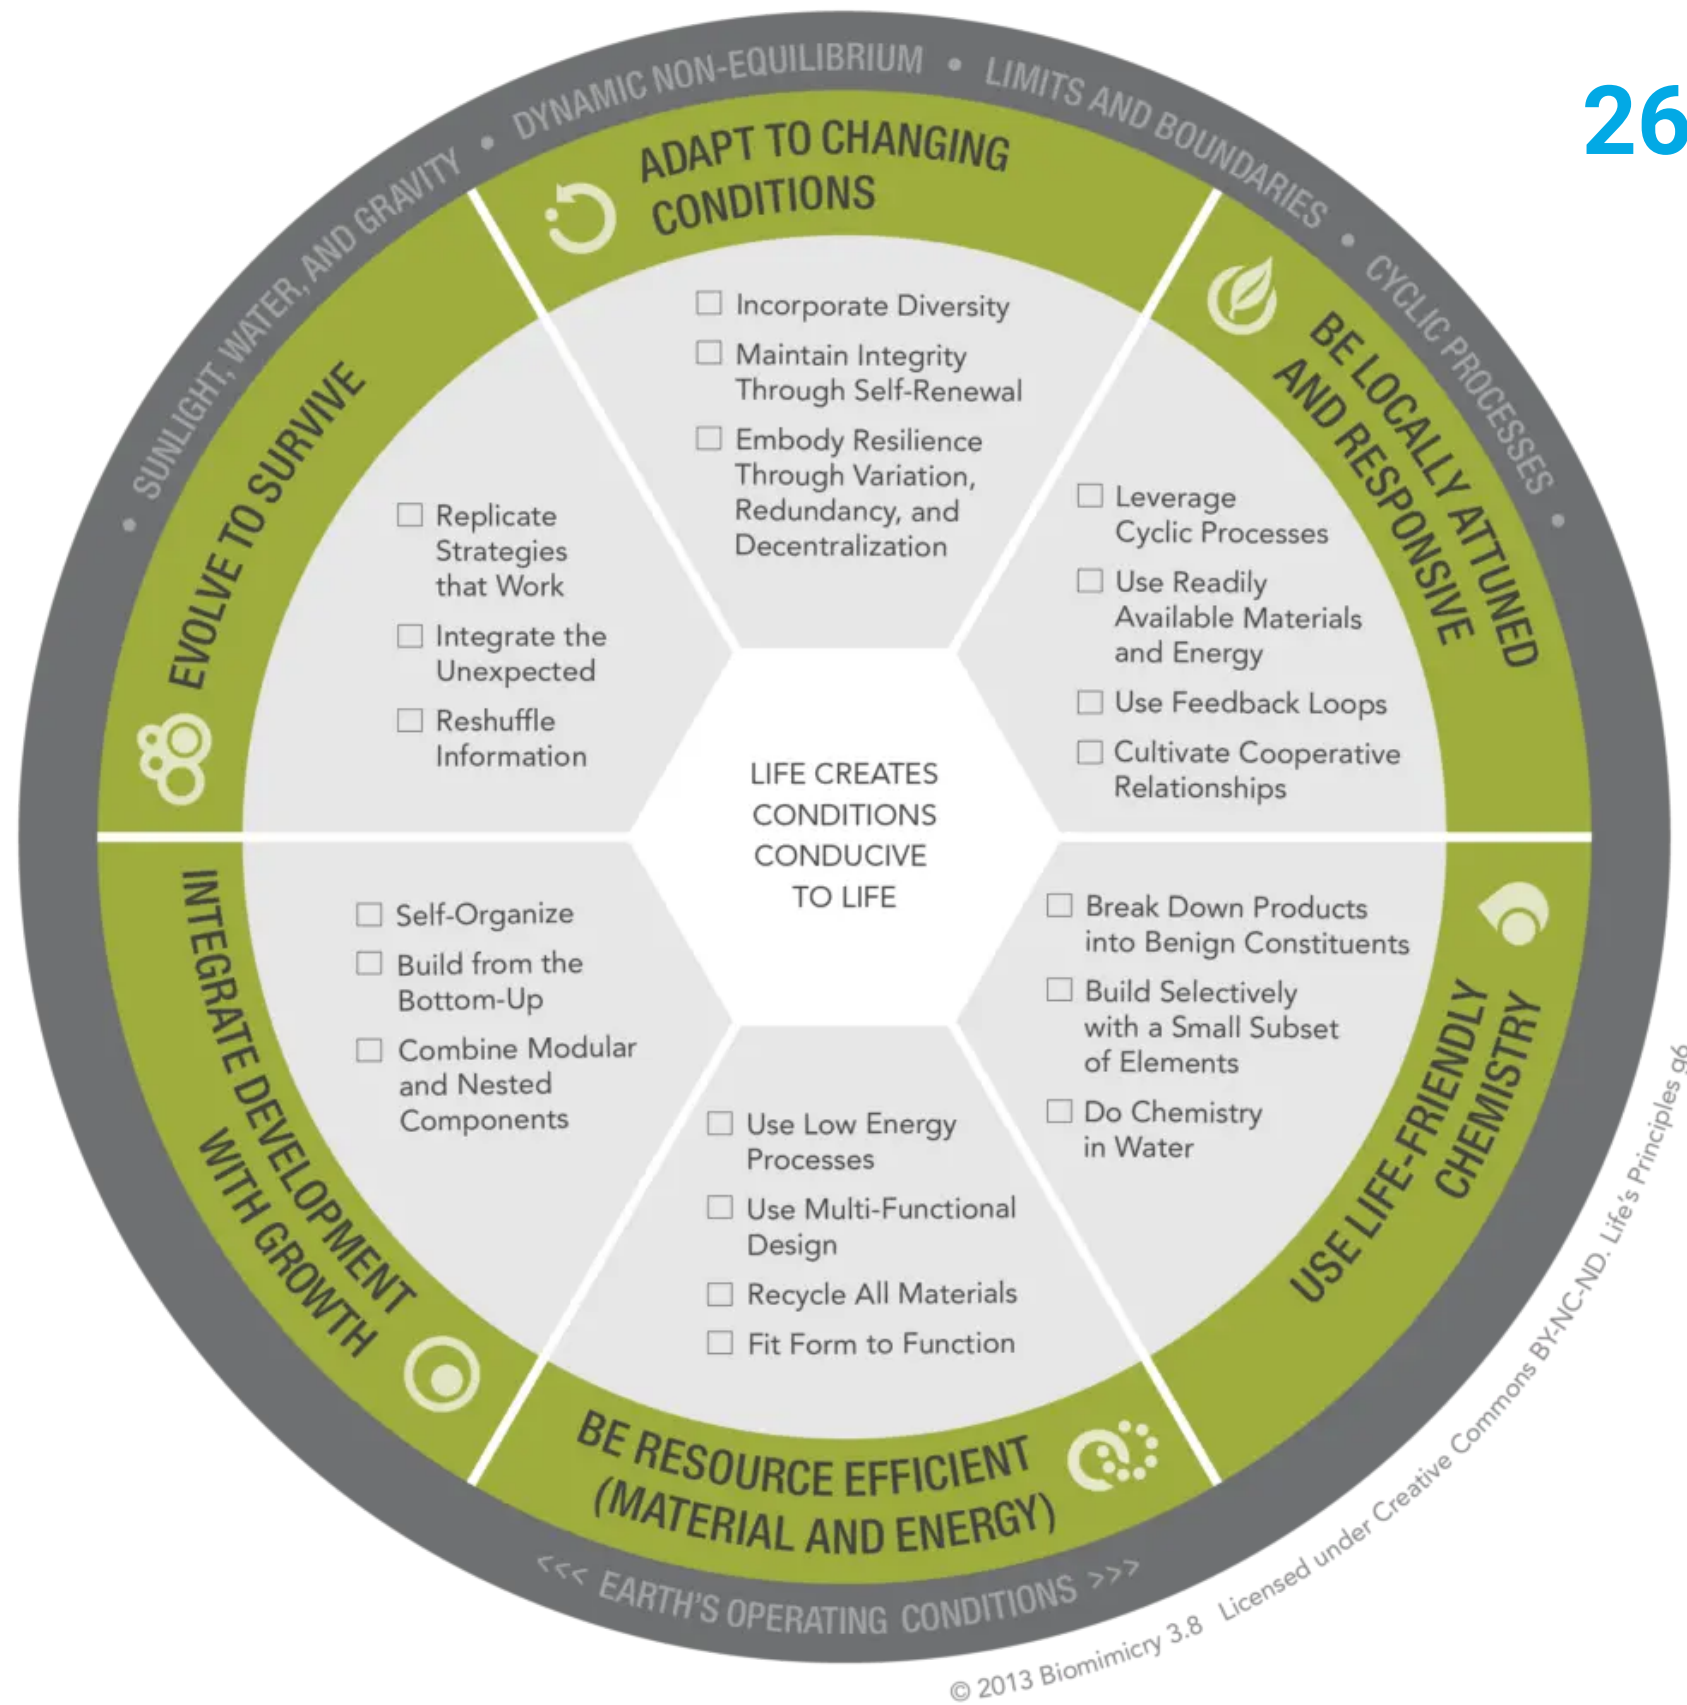 26
• SUNLIGHT, WATER, AND GRAVITY • DYNAMIC NON-EQUILIBRIUM • LIMITS AND BOUNDARIES • CYCLIC PROCESSES •
ADAPT TO CHANGING
CONDITIONS
Incorporate Diversity
Maintain Integrity
Through Self-Renewal
Embody Resilience
Through Variation,
Redundancy, and
Decentralization
BE LOCALLY ATTUNED
AND RESPONSIVE
Leverage
Cyclic Processes
Use Readily
Available Materials
and Energy
Use Feedback Loops
Cultivate Cooperative
Relationships
USE LIFE-FRIENDLY
CHEMISTRY
Break Down Products
into Benign Constituents
Build Selectively
with a Small Subset
of Elements
Do Chemistry
in Water
BE RESOURCE EFFICIENT
(MATERIAL AND ENERGY)
Use Low Energy
Processes
Use Multi-Functional
Design
Recycle All Materials
Fit Form to Function
INTEGRATE DEVELOPMENT
WITH GROWTH
Self-Organize
Build from the
Bottom-Up
Combine Modular
and Nested
Components
EVOLVE TO SURVIVE
Replicate
Strategies
that Work
Integrate the
Unexpected
Reshuffle
Information
LIFE CREATES
CONDITIONS
CONDUCIVE
TO LIFE
<<< EARTH'S OPERATING CONDITIONS >>>
© 2013 Biomimicry 3.8 Licensed under Creative Commons BY-NC-ND. Life's Principles g6